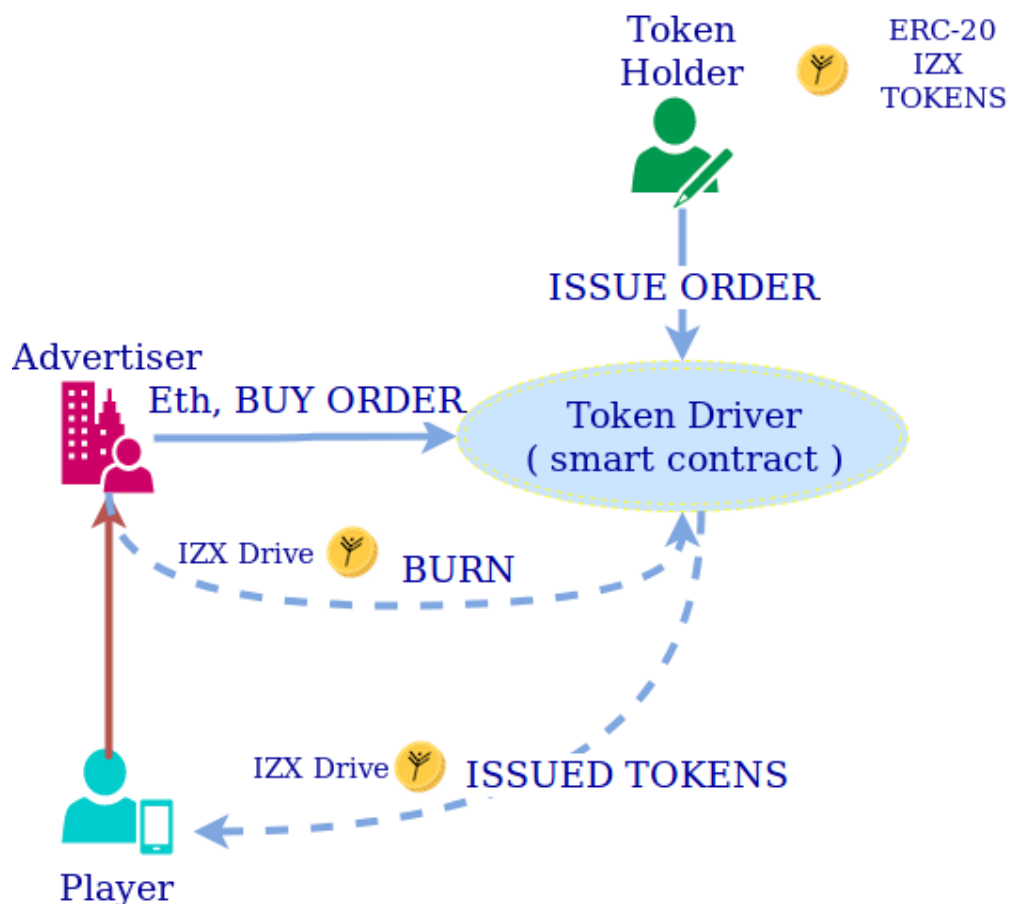 Token
Holder
ERC-20
IZX
TOKENS
ISSUE ORDER
Advertiser
Eth, BUY ORDER
Token Driver
( smart contract )
IZX Drive
BURN
IZX Drive
ISSUED TOKENS
Player